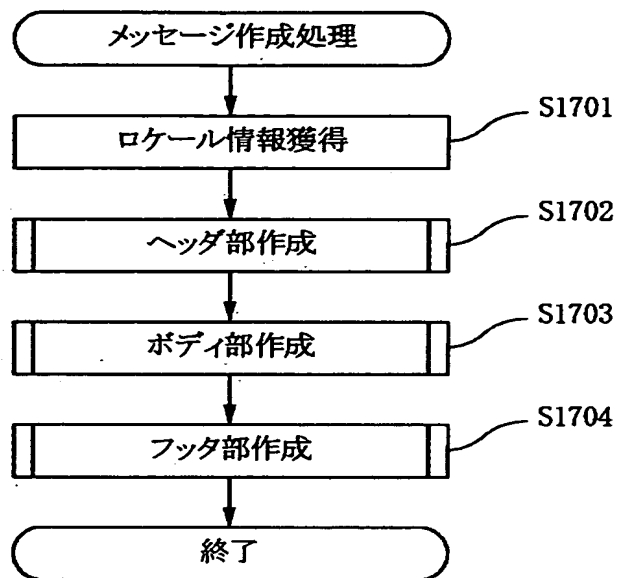 メッセージ作成処理
ロケール情報獲得
S1701
ヘッダ部作成
S1702
ボディ部作成
S1703
フッタ部作成
S1704
終了